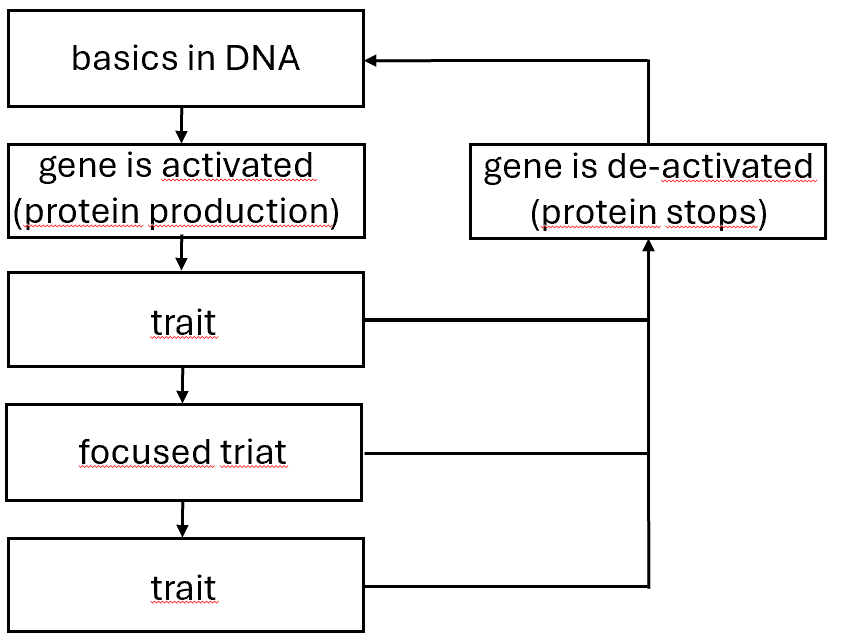 basics in DNA
gene is activated
(protein production)
gene is de-activated
(protein stops)
trait
focused triat
trait